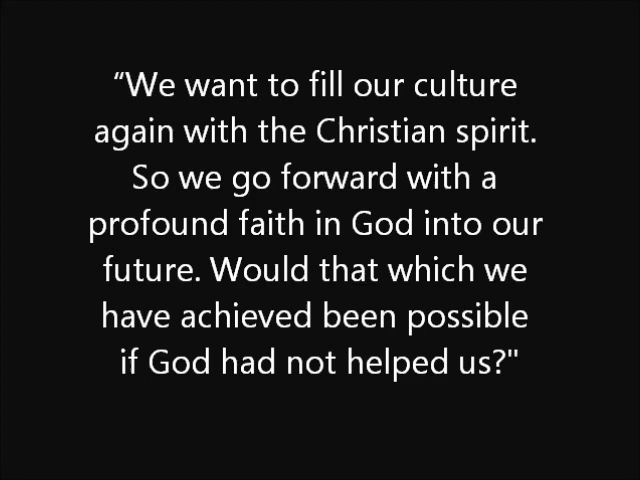 “We want to fill our culture
again with the Christian spirit.
So we go forward with a
profound faith in God into our
future. Would that which we
have achieved been possible
if God had not helped us?"